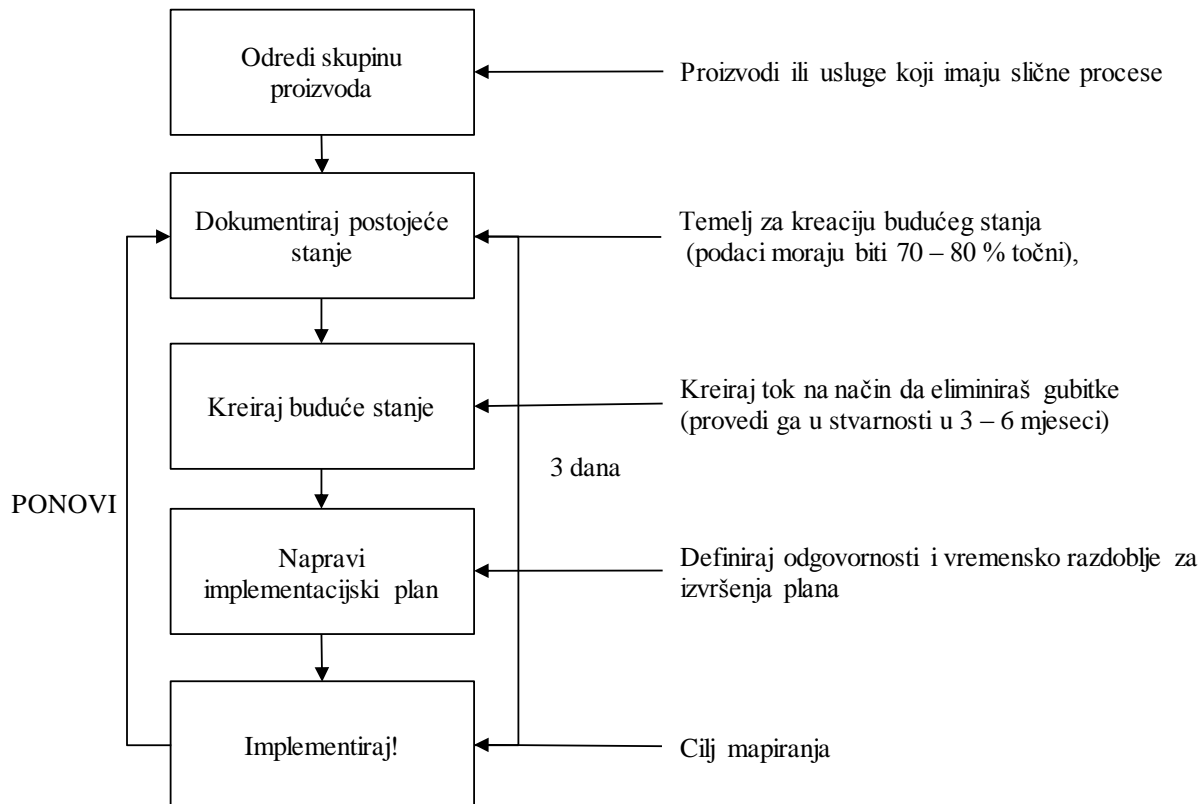 Odredi skupinu
proizvoda
Proizvodi ili usluge koji imaju slične procese
Dokumentiraj postojeće
stanje
Temelj za kreaciju budućeg stanja
(podaci moraju biti 70 – 80 % točni),
Kreiraj buduće stanje
Kreiraj tok na način da eliminiraš gubitke
(provedi ga u stvarnosti u 3 – 6 mjeseci)
3 dana
PONOVI
Napravi
implementacijski plan
Definiraj odgovornosti i vremensko razdoblje za
izvršenja plana
Implementiraj!
Cilj mapiranja